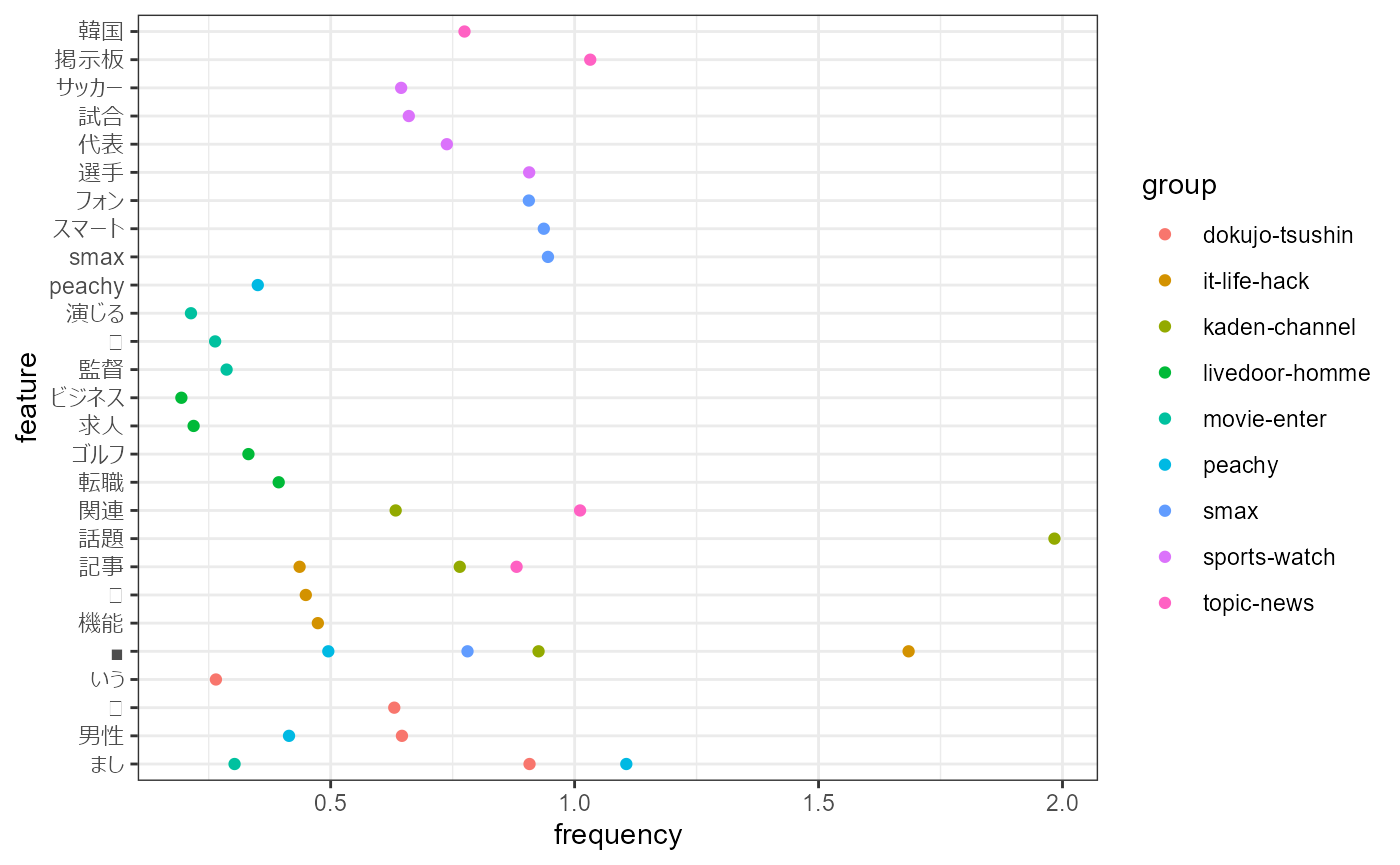 韓国
掲示板
サッカー
試合
代表
選手
フォン
スマート
smax
peachy
演じる
監督
ビジネス
求人
ゴルフ
転職
関連
話題
記事
機能
■
いう
男性
まし
feature
0.5 1.0 1.5 2.0
frequency
group
dokujo-tsushin
it-life-hack
kaden-channel
livedoor-homme
movie-enter
peachy
smax
sports-watch
topic-news